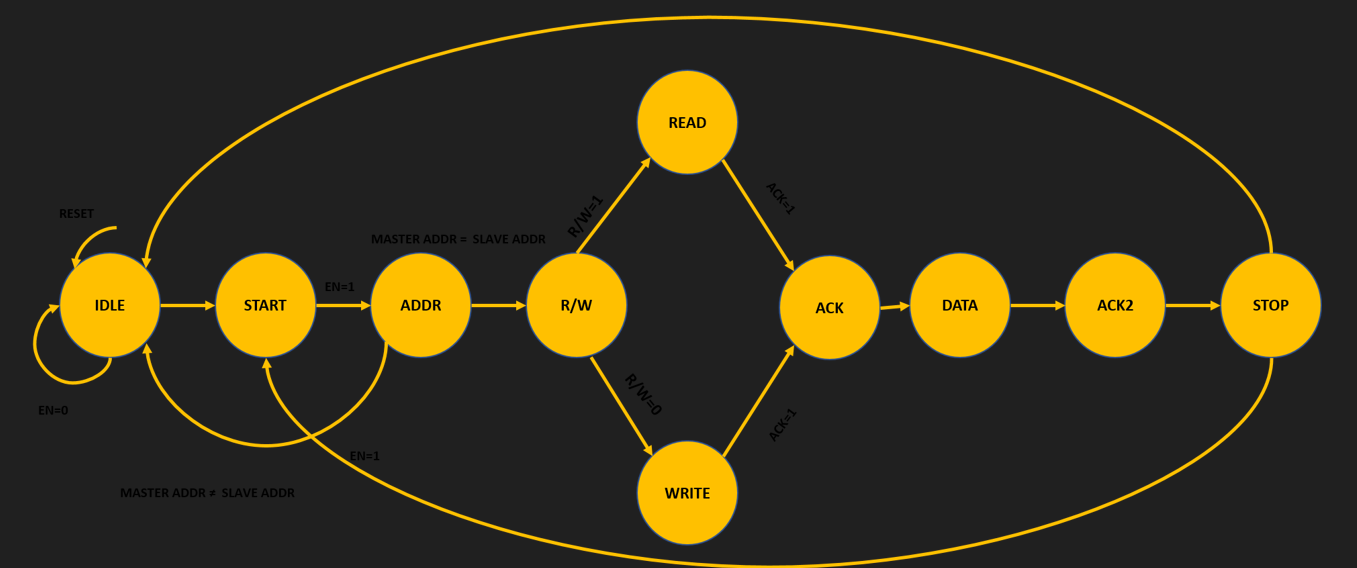 READ
ACK=1
R/W=1
RESET
MASTER ADDR = SLAVE ADDR
EN=1
IDLE
START
ADDR
R/W
ACK
DATA
ACK2
STOP
R/W=0
EN=0
ACK=1
EN=1
MASTER ADDR ≠ SLAVE ADDR
WRITE